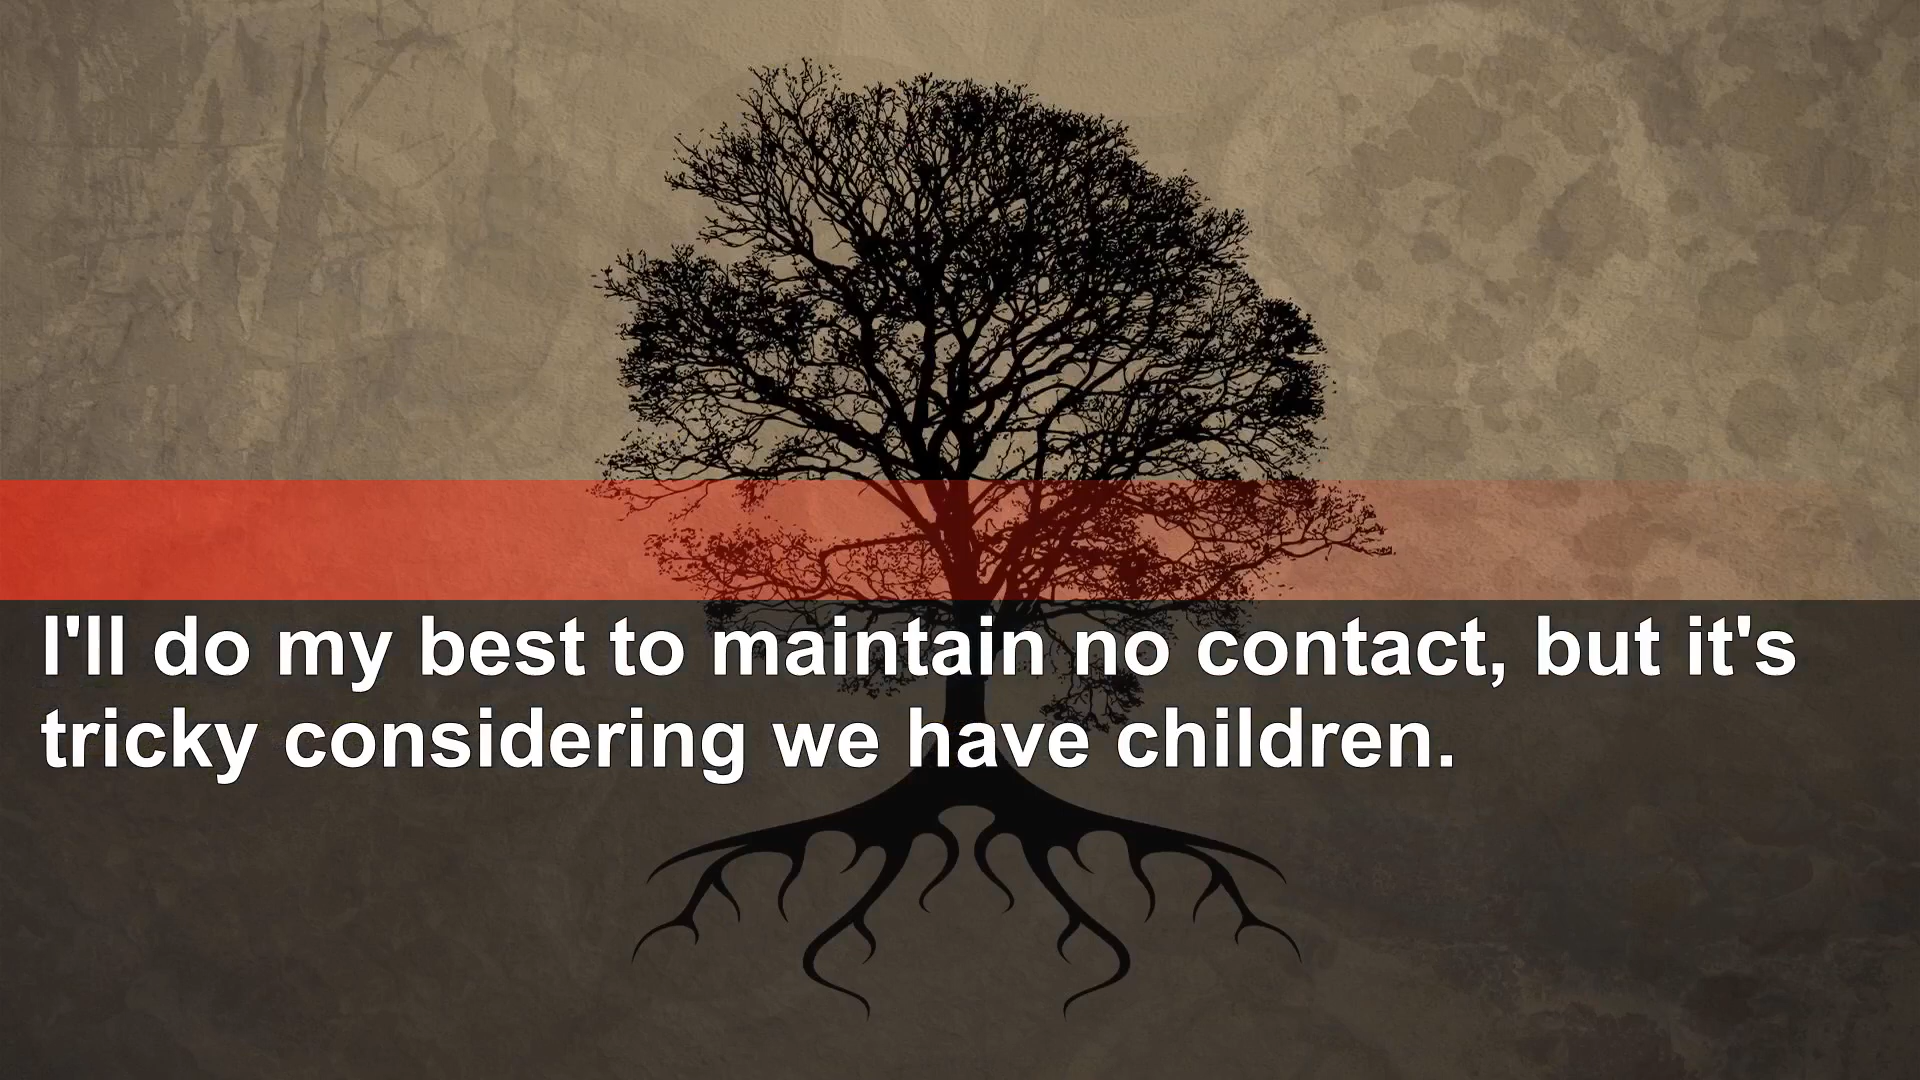 I'll do my best to maintain no contact, but it's
tricky considering we have children.